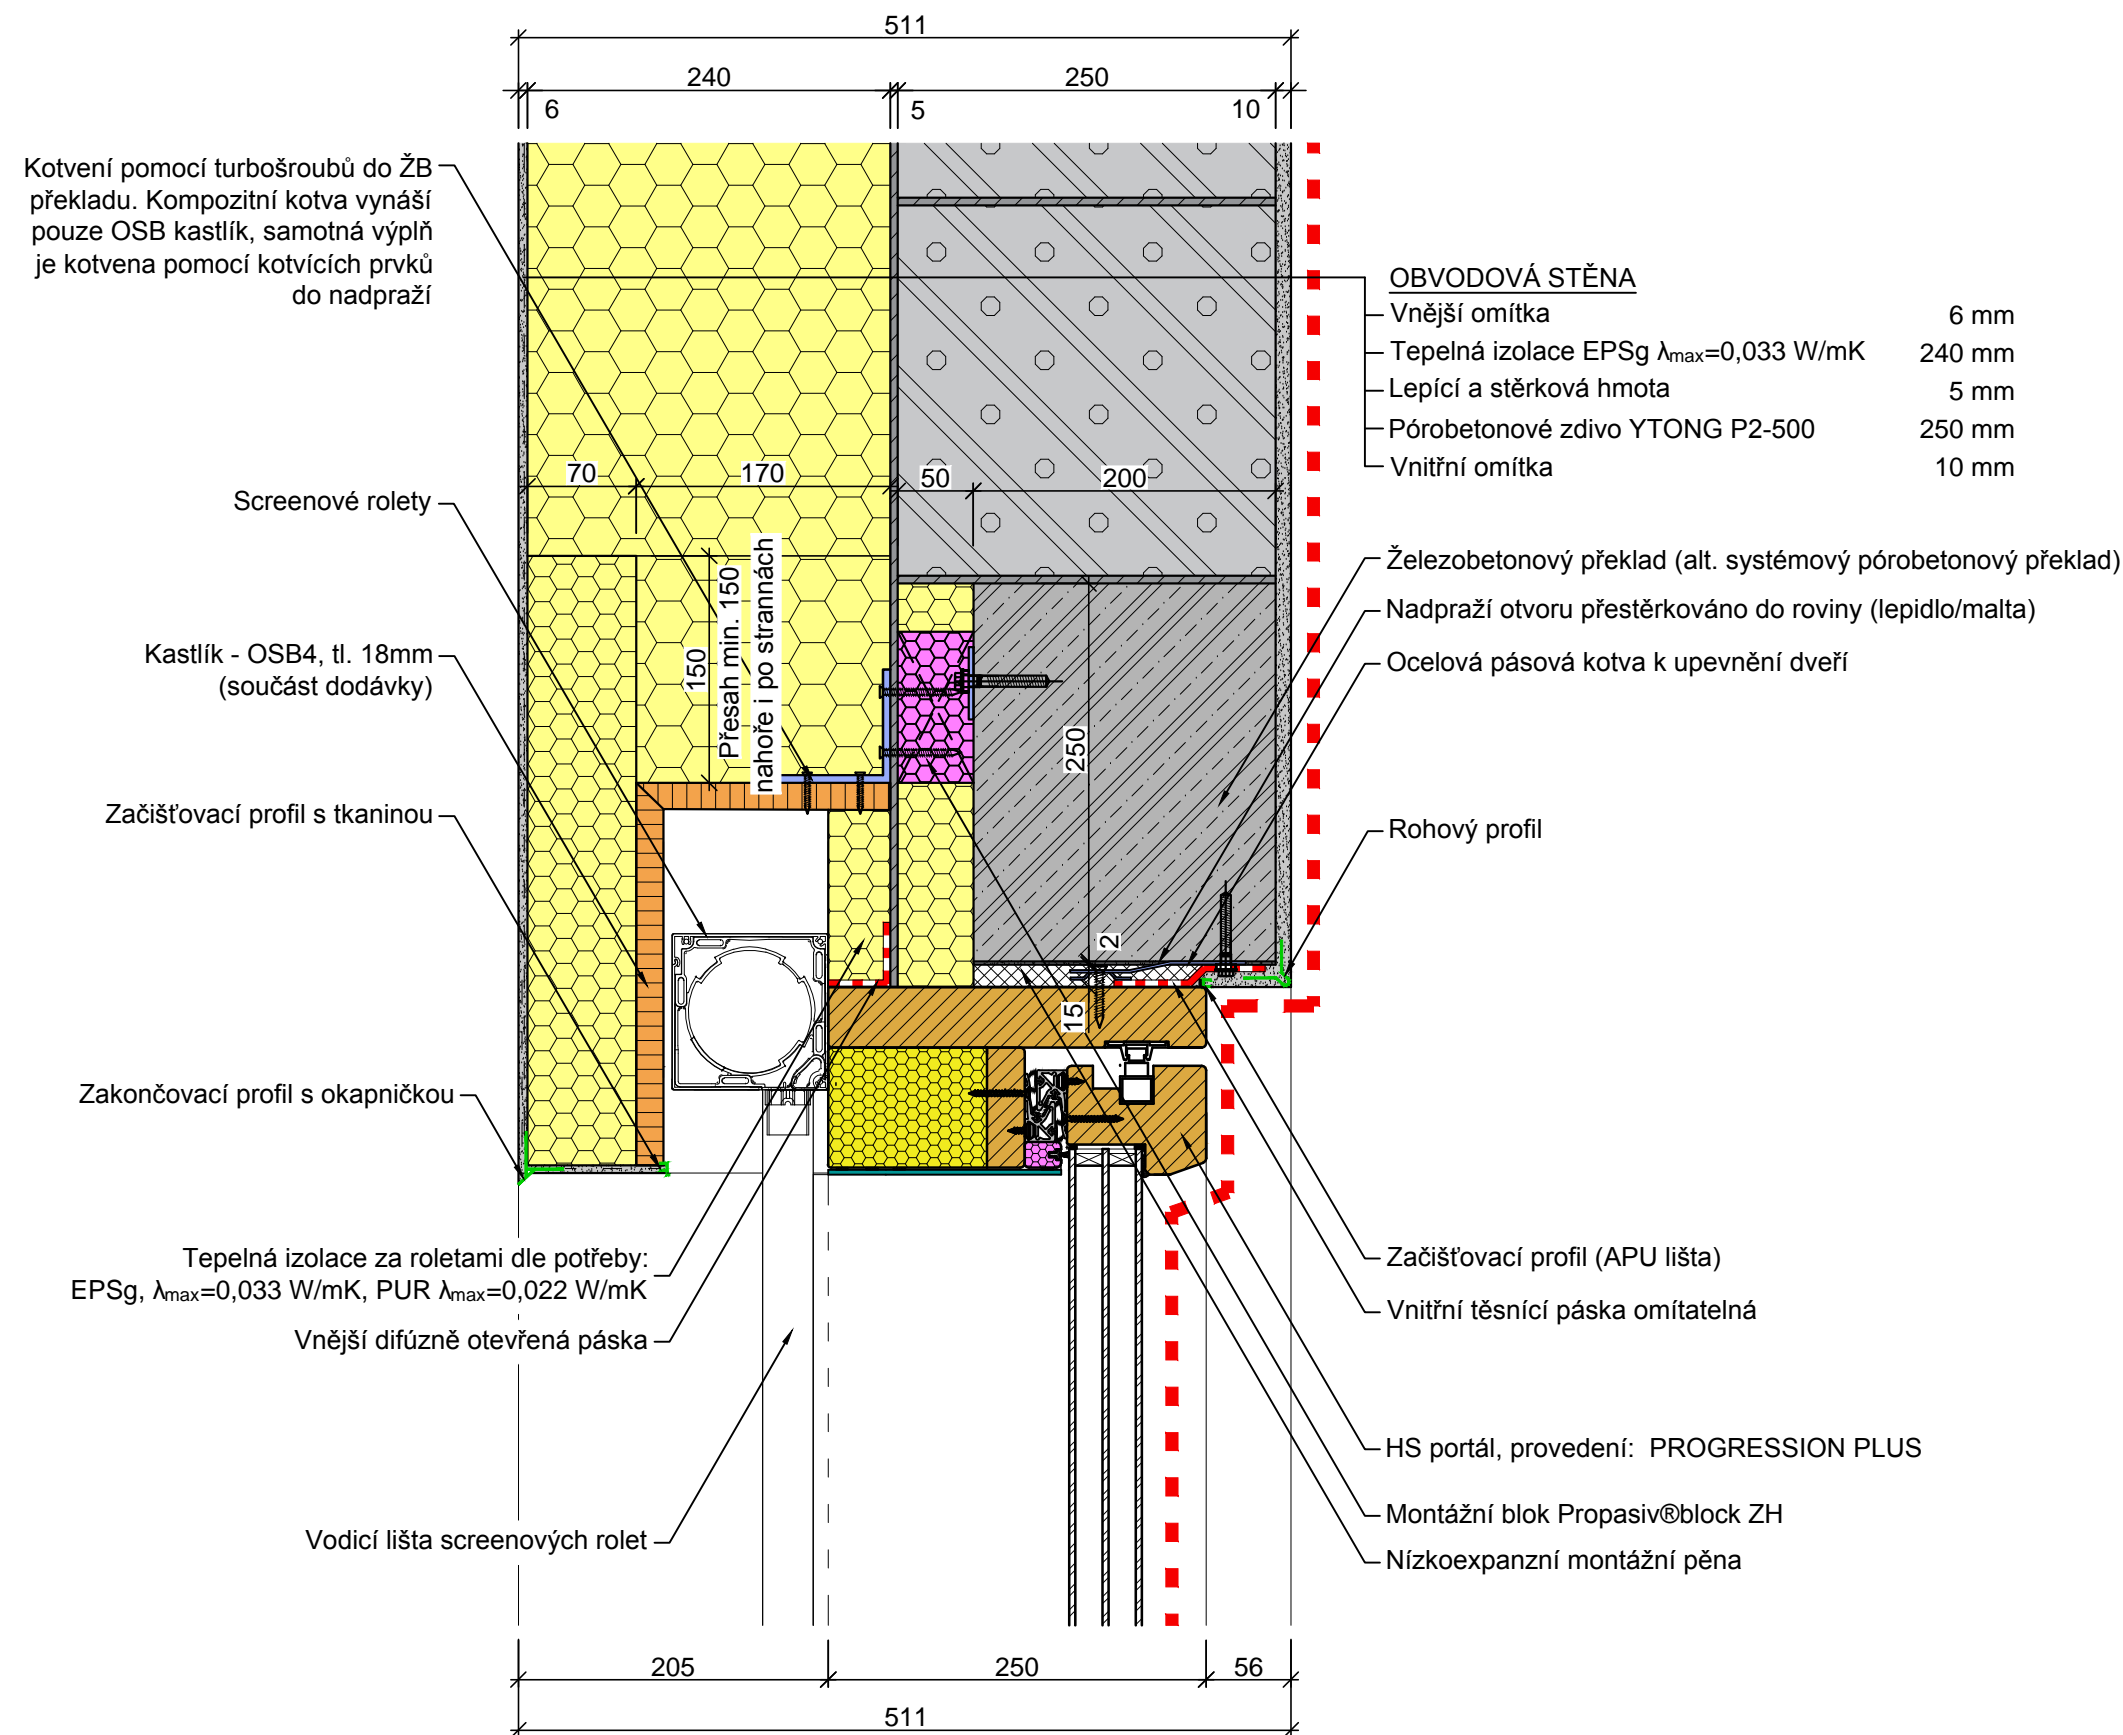 511
240
250
6
5
10
Kotvení pomocí turbošroubů do ŽB
překladu. Kompozitní kotva vynáší
pouze OSB kastlík, samotná výplň
je kotvena pomocí kotvících prvků
do nadpraží
OBVODOVÁ STĚNA
Vnější omítka 6 mm
Tepelná izolace EPSg λmax=0,033 W/mK 240 mm
Lepící a stěrková hmota 5 mm
Pórobetonové zdivo YTONG P2-500 250 mm
Vnitřní omítka 10 mm
70
170
50
200
Screenové rolety
Kastlík - OSB4, tl. 18mm
(součást dodávky)
Začišťovací profil s tkaninou
Zakončovací profil s okapničkou
150
Přesah min. 150
nahoře i po strannách
250
2
15
Železobetonový překlad (alt. systémový pórobetonový překlad)
Nadpraží otvoru přestěrkováno do roviny (lepidlo/malta)
Ocelová pásová kotva k upevnění dveří
Rohový profil
Tepelná izolace za roletami dle potřeby:
EPSg, λmax=0,033 W/mK, PUR λmax=0,022 W/mK
Vnější difúzně otevřená páska
Vodicí lišta screenových rolet
Začišťovací profil (APU lišta)
Vnitřní těsnící páska omítatelná
HS portál, provedení: PROGRESSION PLUS
Montážní blok Propasiv®block ZH
Nízkoexpanzní montážní pěna
205
250
56
511